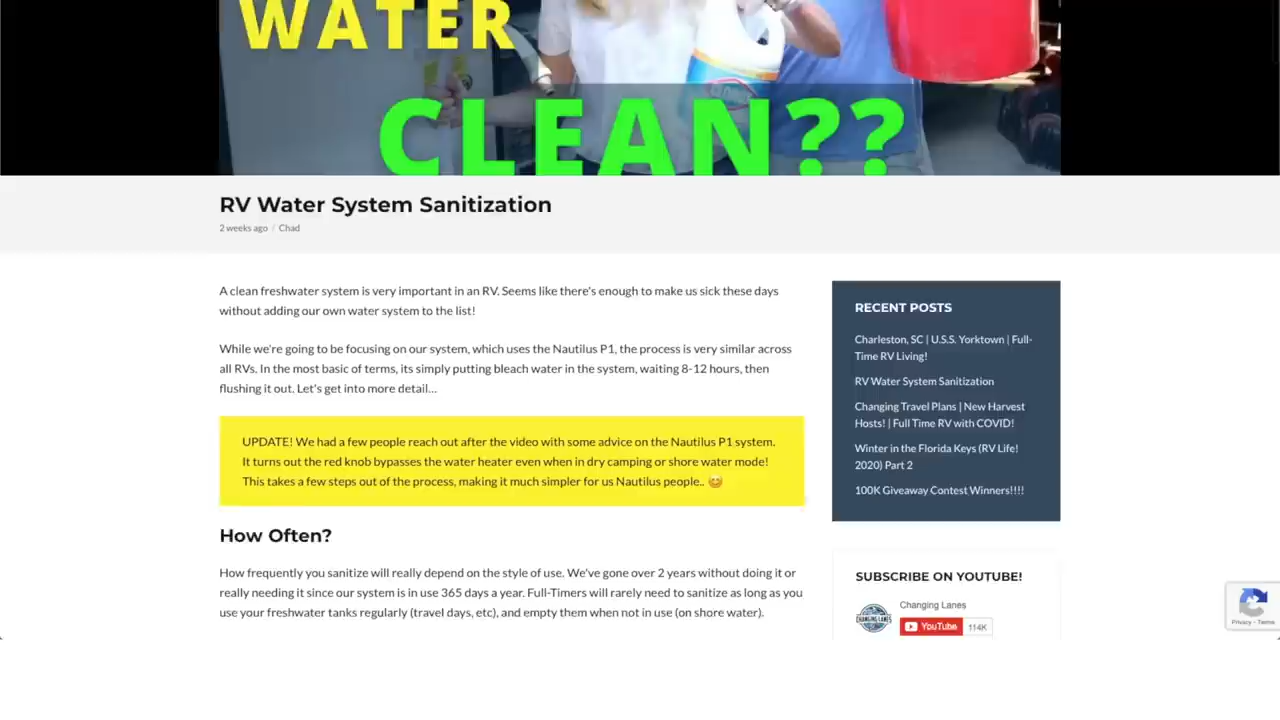 WATER
CLEAN??
RV Water System Sanitization
2 weeks ago / Chad
A clean freshwater system is very important in an RV. Seems like there's enough to make us sick these days
without adding our own water system to the list!
While we're going to be focusing on our system, which uses the Nautilus P1, the process is very similar across
all RVs. In the most basic of terms, its simply putting bleach water in the system, waiting 8-12 hours, then
flushing it out. Let's get into more detail...
UPDATE! We had a few people reach out after the video with some advice on the Nautilus P1 system.
It turns out the red knob bypasses the water heater even when in dry camping or shore water mode!
This takes a few steps out of the process, making it much simpler for us Nautilus people..
How Often?
How frequently you sanitize will really depend on the style of use. We've gone over 2 years without doing it or
really needing it since our system is in use 365 days a year. Full-Timers will rarely need to sanitize as long as you
use your freshwater tanks regularly (travel days, etc), and empty them when not in use (on shore water).
RECENT POSTS
Charleston, SC | U.S.S. Yorktown | Full-
Time RV Living!
RV Water System Sanitization
Changing Travel Plans | New Harvest
Hosts! | Full Time RV with COVID!
Winter in the Florida Keys (RV Life!
2020) Part 2
100K Giveaway Contest Winners!!!!
SUBSCRIBE ON YOUTUBE!
CHANGING LANES
Changing Lanes
YouTube 114K
Privacy - Terms